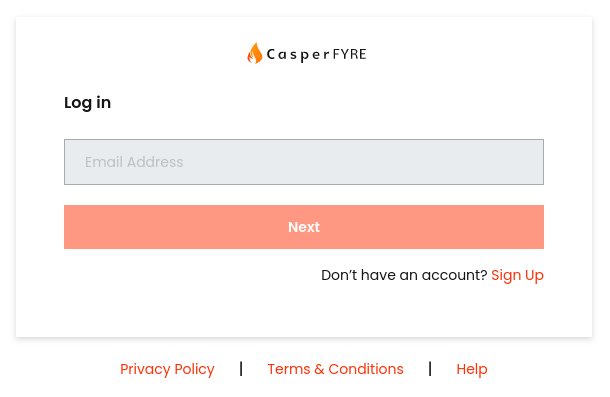 CasperFYRE
Log in
Email Address
Next
Don’t have an account? Sign Up
Privacy Policy | Terms & Conditions | Help